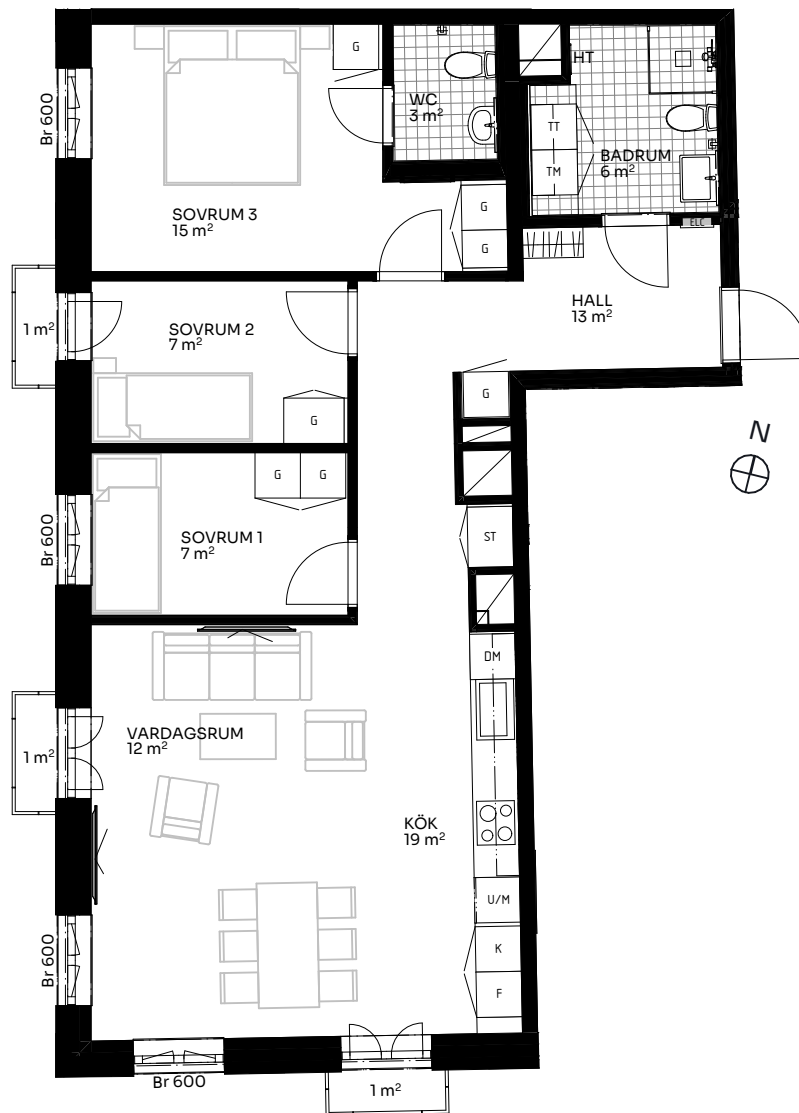 G
HT
WC
3 m²
Br 600
TT
BADRUM
6 m²
TM
SOVRUM 3
15 m²
G
ELC
G
HALL
13 m²
1 m²
SOVRUM 2
7 m²
G
G
N
G
G
Br 600
SOVRUM 1
7 m²
ST
DM
VARDAGSRUM
12 m²
1 m²
KÖK
19 m²
U/M
K
Br 600
F
Br 600
1 m²